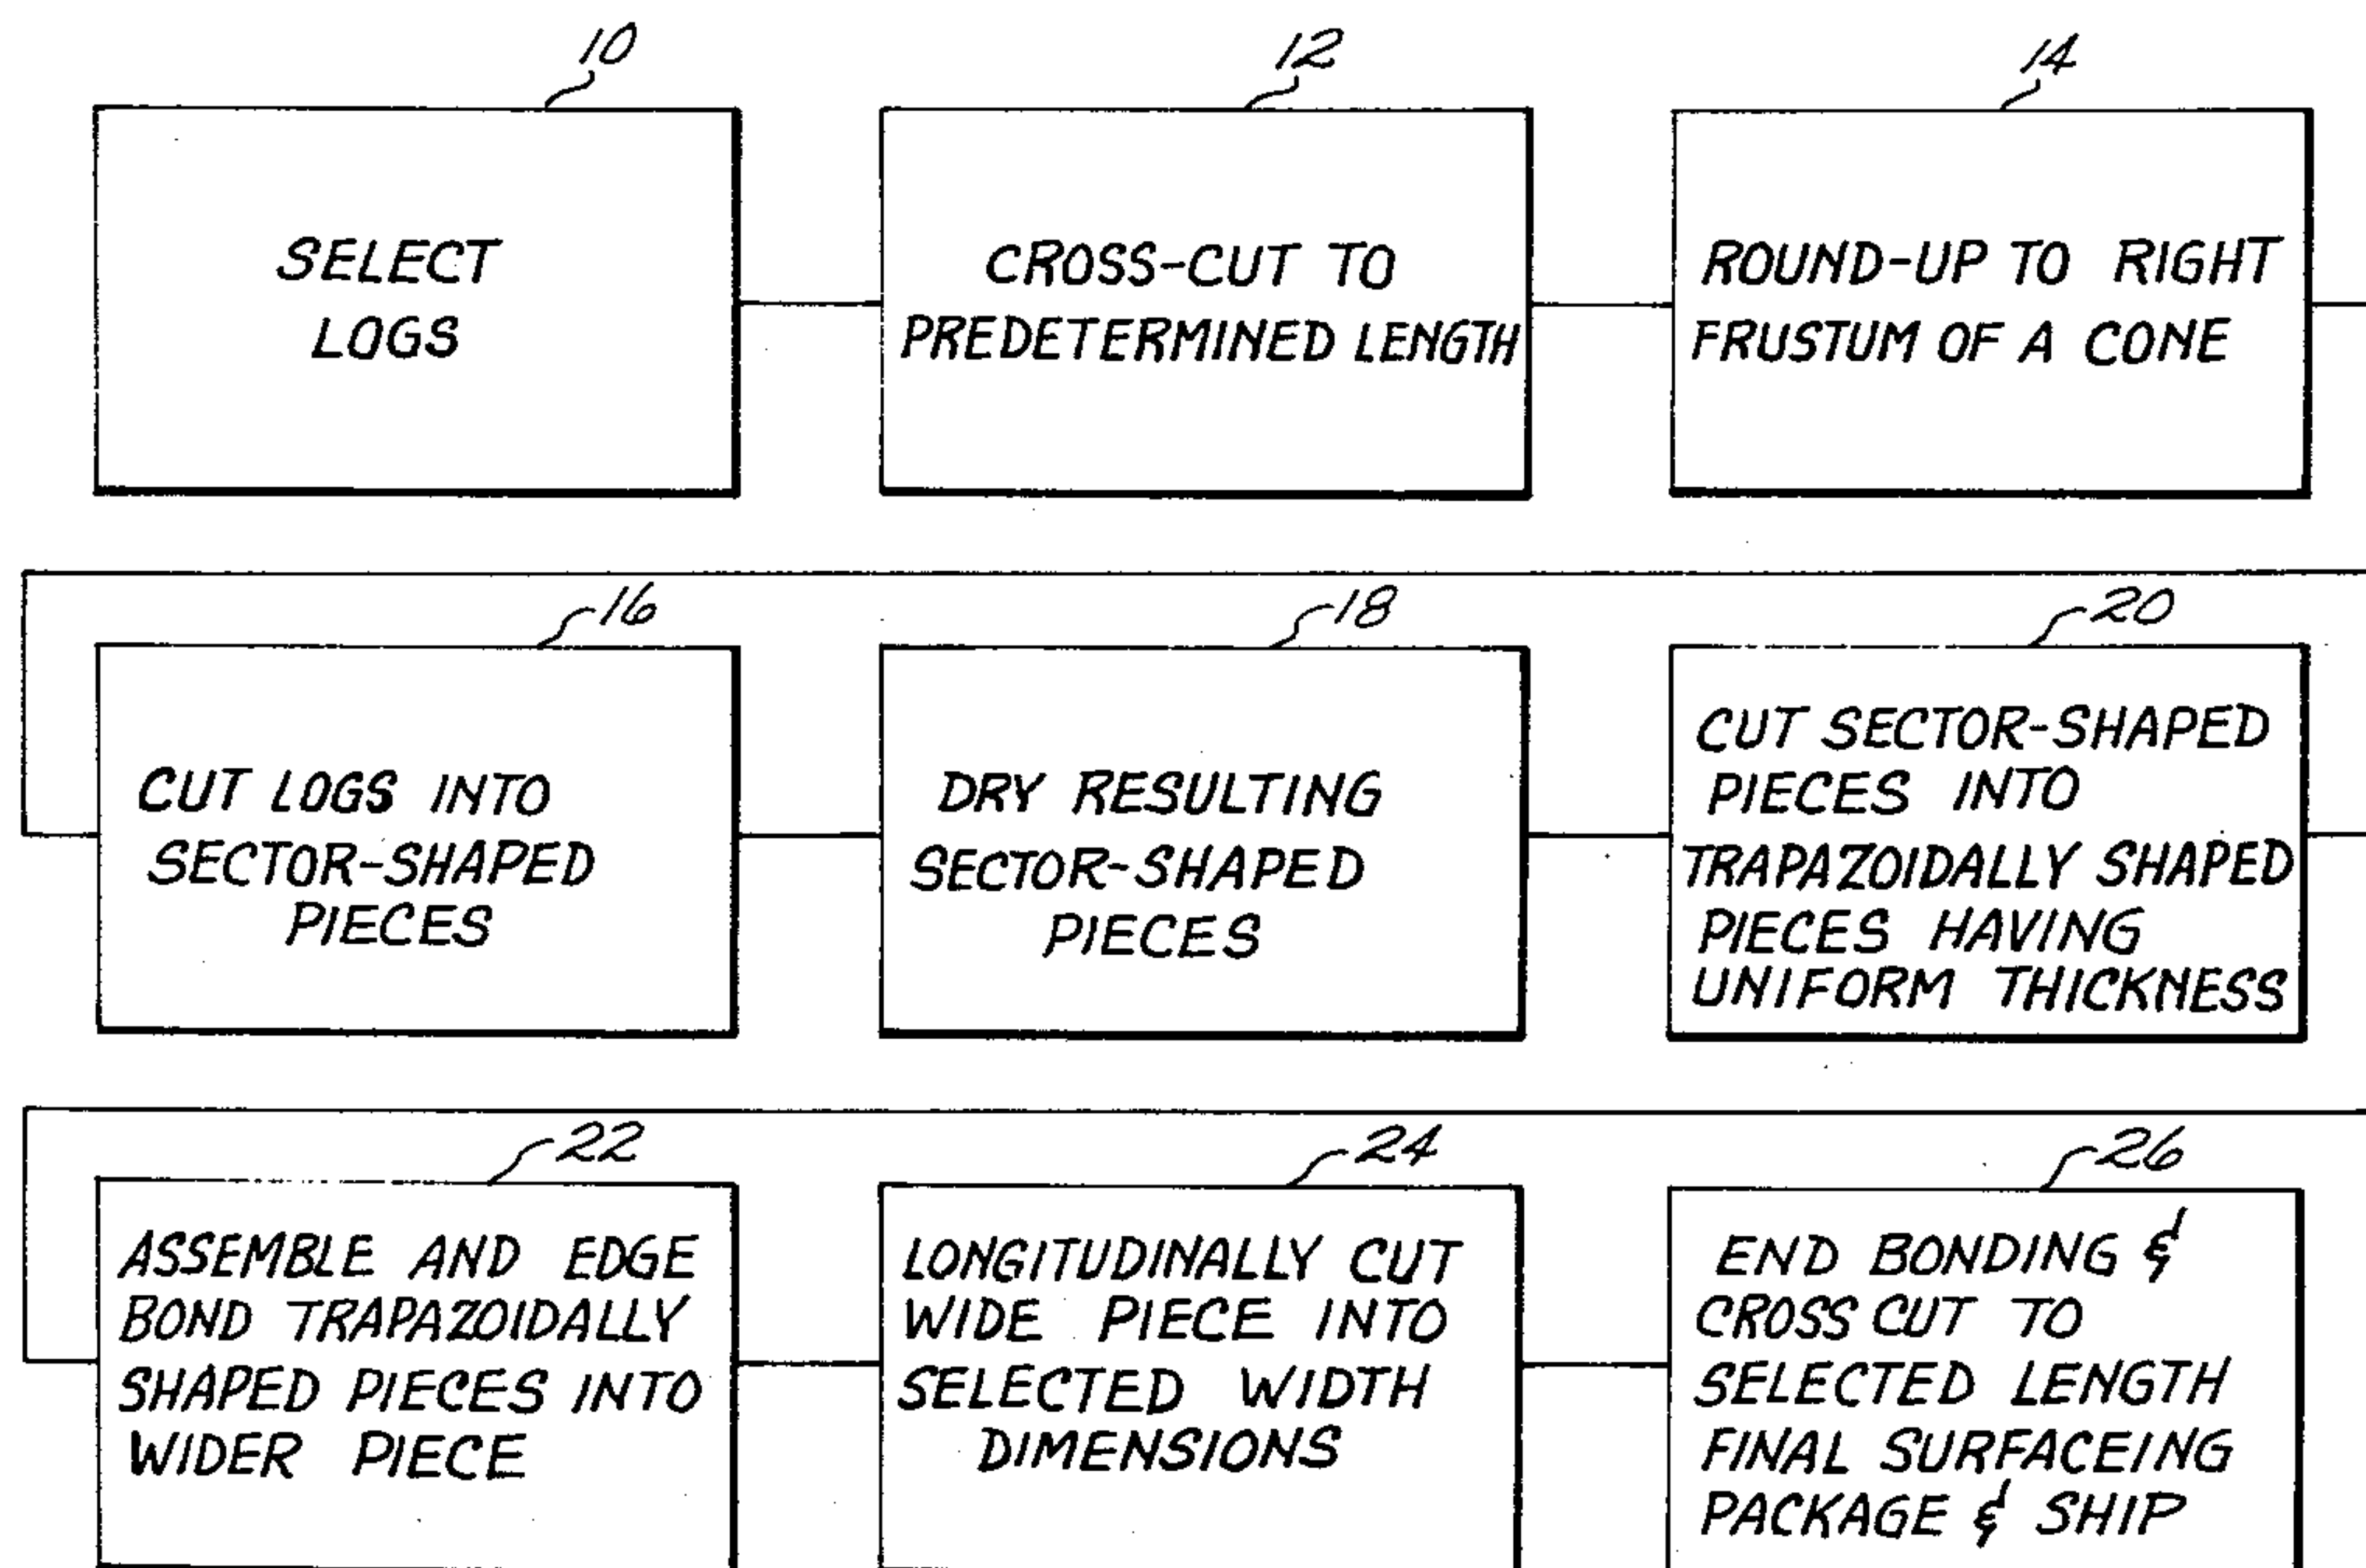 10
SELECT
LOGS
12
CROSS-CUT TO
PREDETERMINED LENGTH
14
ROUND-UP TO RIGHT
FRUSTUM OF A CONE
16
CUT LOGS INTO
SECTOR-SHAPED
PIECES
18
DRY RESULTING
SECTOR-SHAPED
PIECES
20
CUT SECTOR-SHAPED
PIECES INTO
TRAPAZOIDALLY SHAPED
PIECES HAVING
UNIFORM THICKNESS
22
ASSEMBLE AND EDGE
BOND TRAPAZOIDALLY
SHAPED PIECES INTO
WIDER PIECE
24
LONGITUDINALLY CUT
WIDE PIECE INTO
SELECTED WIDTH
DIMENSIONS
26
END BONDING &
CROSS CUT TO
SELECTED LENGTH
FINAL SURFACEING
PACKAGE & SHIP